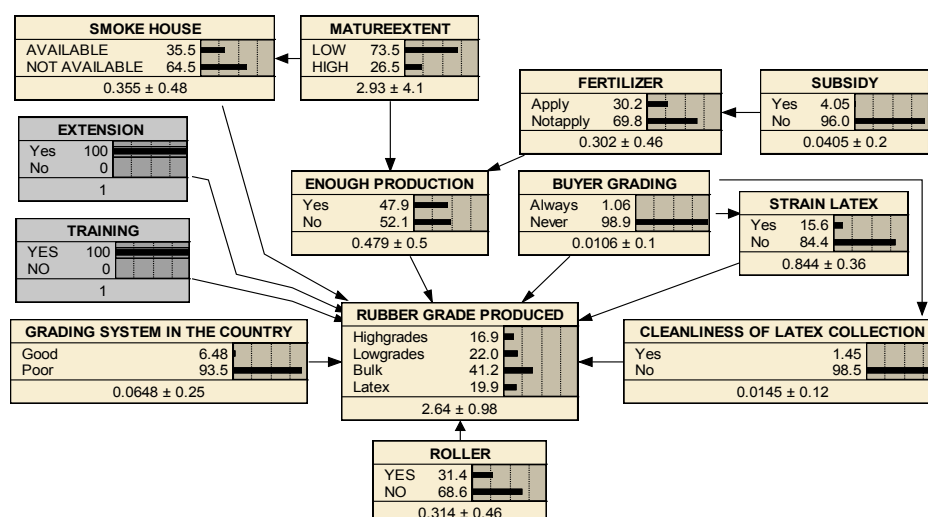 SMOKE HOUSE
AVAILABLE 35.5
NOT AVAILABLE 64.5
0.355 ± 0.48
MATUREEXTENT
LOW 73.5
HIGH 26.5
2.93 ± 4.1
FERTILIZER
Apply 30.2
Notapply 69.8
0.302 ± 0.46
SUBSIDY
Yes 4.05
No 96.0
0.0405 ± 0.2
EXTENSION
Yes 100
No 0
1
ENOUGH PRODUCTION
Yes 47.9
No 52.1
0.479 ± 0.5
BUYER GRADING
Always 1.06
Never 98.9
0.0106 ± 0.1
STRAIN LATEX
Yes 15.6
No 84.4
0.844 ± 0.36
TRAINING
YES 100
NO 0
1
GRADING SYSTEM IN THE COUNTRY
Good 6.48
Poor 93.5
0.0648 ± 0.25
RUBBER GRADE PRODUCED
Highgrades 16.9
Lowgrades 22.0
Bulk 41.2
Latex 19.9
2.64 ± 0.98
CLEANLINESS OF LATEX COLLECTION
Yes 1.45
No 98.5
0.0145 ± 0.12
ROLLER
YES 31.4
NO 68.6
0.314 ± 0.46